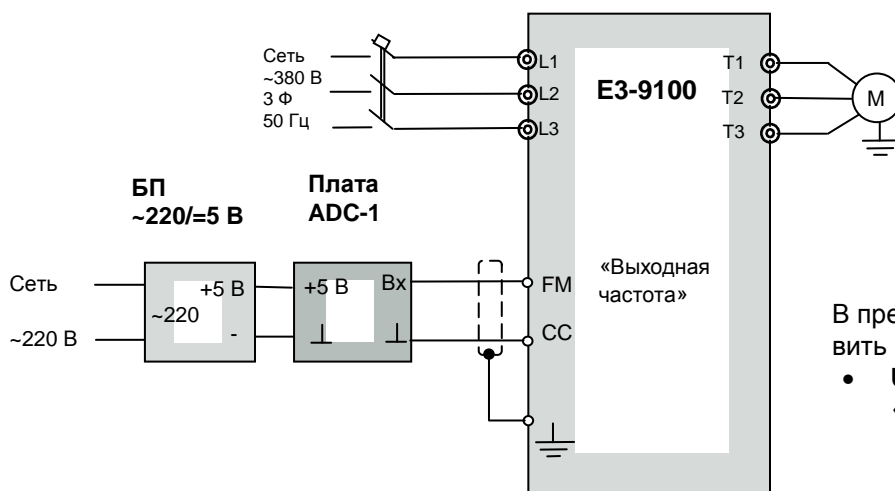 Сеть
~380 В
3 Ф
50 Гц
L1
L2
L3
Е3-9100
T1
T2
T3
М
БП
~220/=5 В
Плата
ADC-1
Сеть
~220 В
+5 В
~220
-
+5 В
Вх
FM
CC
«Выходная
частота»
В пре
вить
•